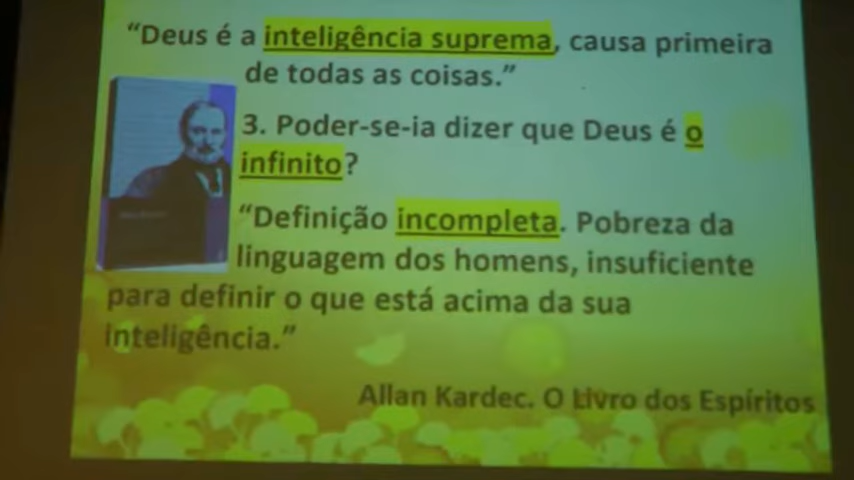 “Deus é a inteligência suprema, causa primeira
de todas as coisas.”
3. Poder-se-ia dizer que Deus é o
infinito?
“Definição incompleta. Pobreza da
linguagem dos homens, insuficiente
para definir o que está acima da sua
inteligência.”
Allan Kardec. O Livro dos Espíritos